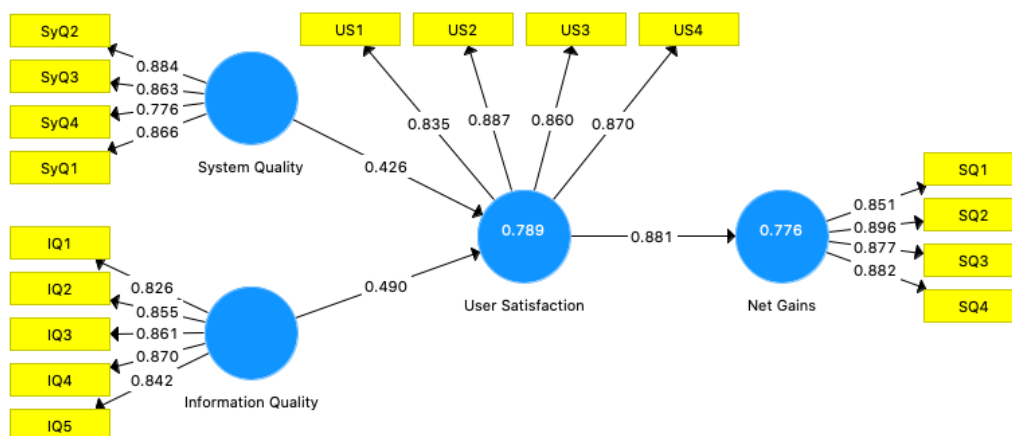 SyQ2
SyQ3
SyQ4
SyQ1
0.884
0.863
0.776
0.866
System Quality
US1
US2
US3
US4
0.835
0.887
0.860
0.870
0.426
IQ1
IQ2
IQ3
IQ4
IQ5
0.826
0.855
0.861
0.870
0.842
Information Quality
0.490
0.789
User Satisfaction
0.881
0.776
Net Gains
0.851
0.896
0.877
0.882
SQ1
SQ2
SQ3
SQ4